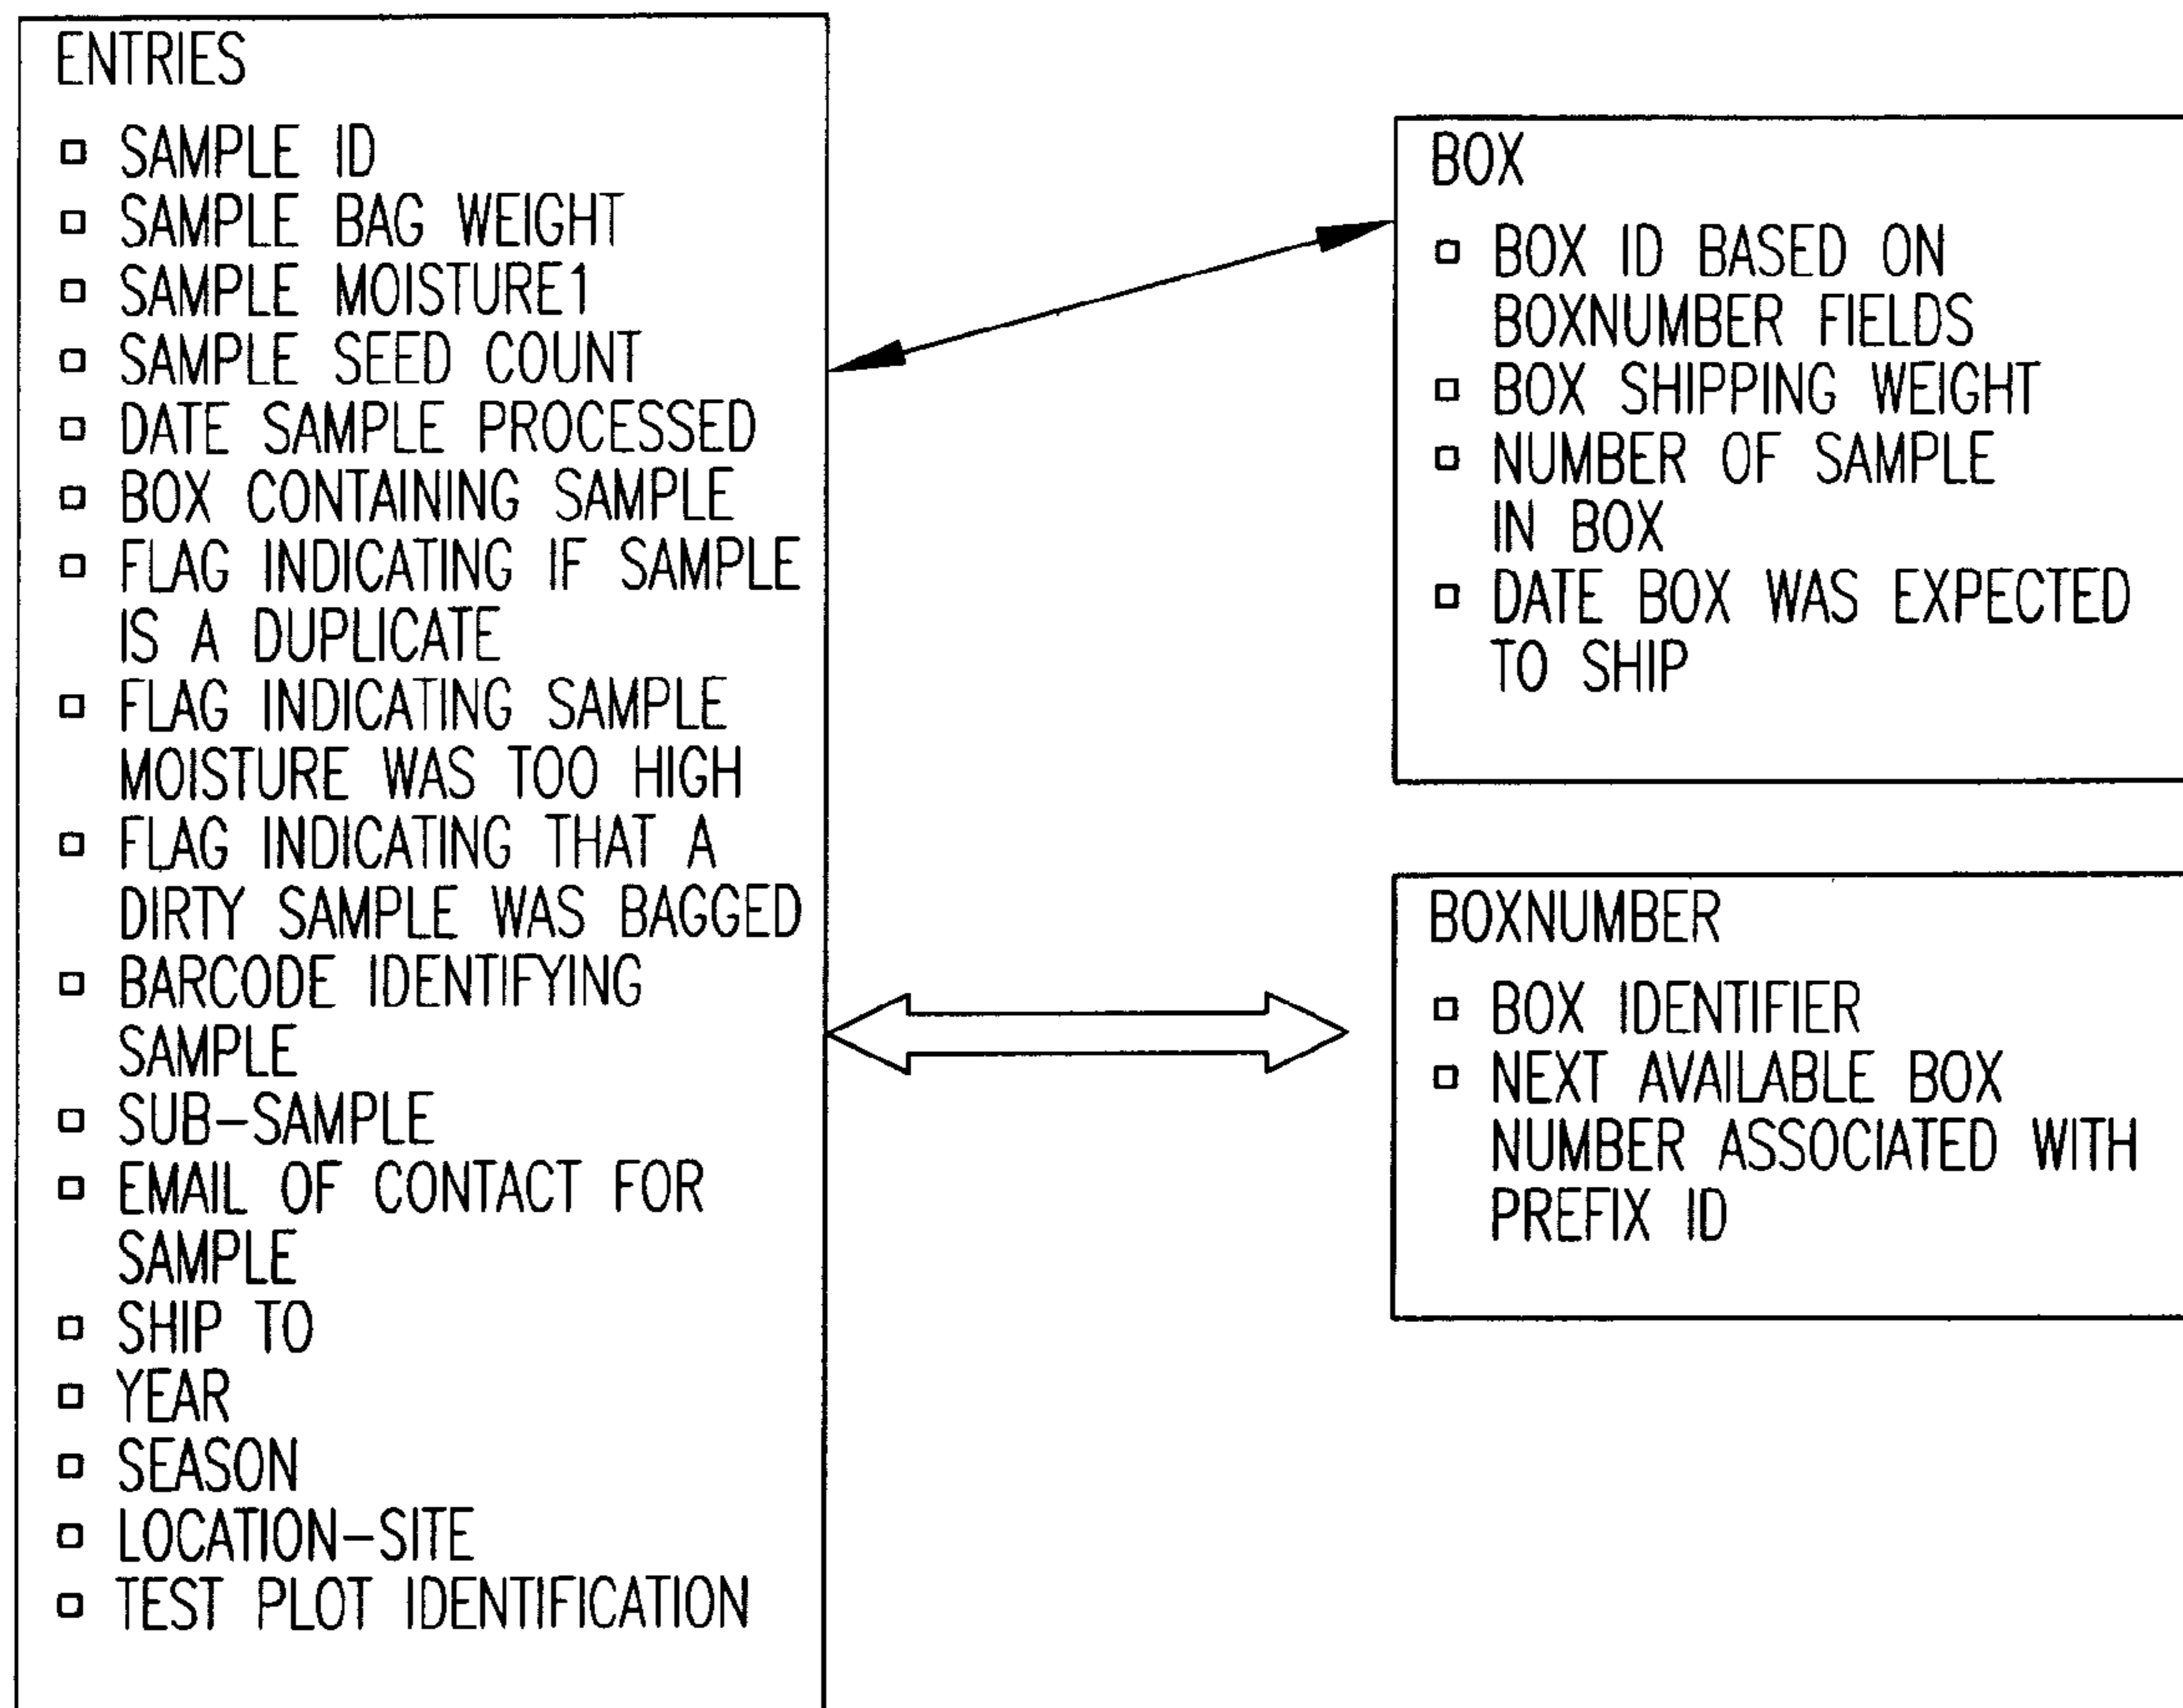 ENTRIES
SAMPLE ID
SAMPLE BAG WEIGHT
SAMPLE MOISTURE1
SAMPLE SEED COUNT
DATE SAMPLE PROCESSED
BOX CONTAINING SAMPLE
FLAG INDICATING IF SAMPLE
IS A DUPLICATE
FLAG INDICATING SAMPLE
MOISTURE WAS TOO HIGH
FLAG INDICATING THAT A
DIRTY SAMPLE WAS BAGGED
BARCODE IDENTIFYING
SAMPLE
SUB-SAMPLE
EMAIL OF CONTACT FOR
SAMPLE
SHIP TO
YEAR
SEASON
LOCATION-SITE
TEST PLOT IDENTIFICATION
BOX
BOX ID BASED ON
BOXNUMBER FIELDS
BOX SHIPPING WEIGHT
NUMBER OF SAMPLE
IN BOX
DATE BOX WAS EXPECTED
TO SHIP
BOXNUMBER
BOX IDENTIFIER
NEXT AVAILABLE BOX
NUMBER ASSOCIATED WITH
PREFIX ID